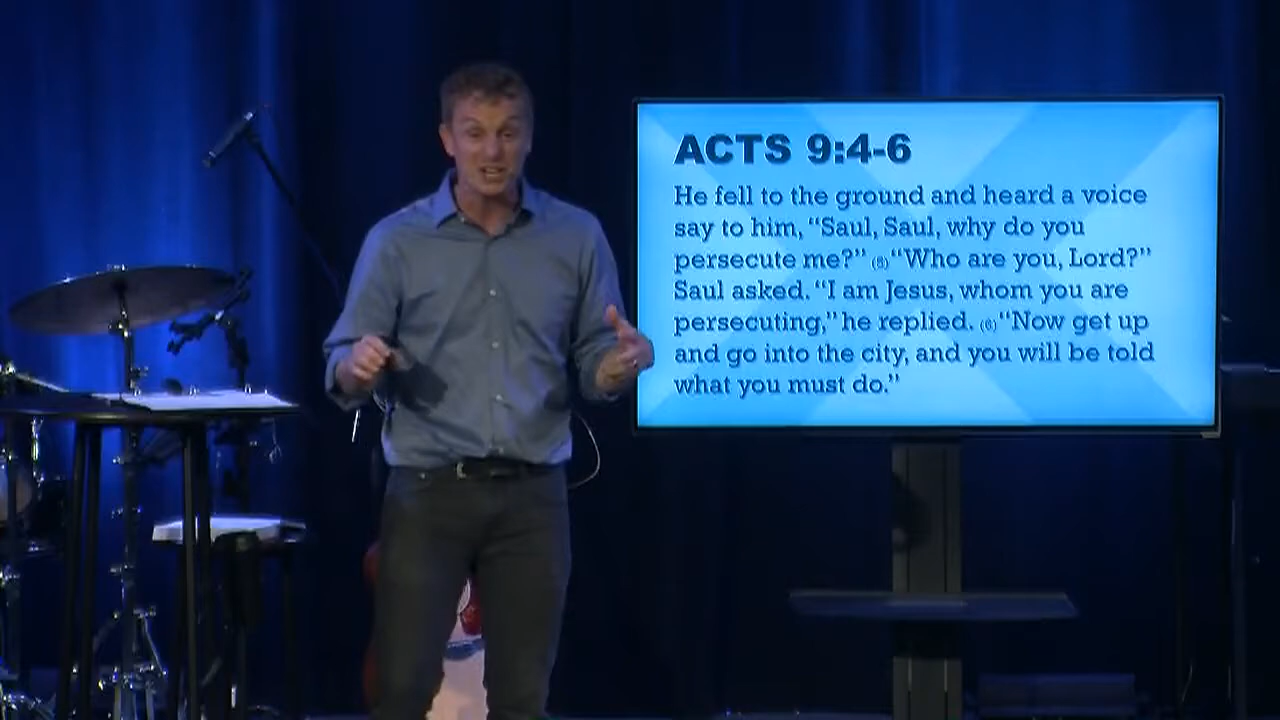 ACTS 9:4-6
He fell to the ground and heard a voice
say to him, “Saul, Saul, why do you
persecute me?” (5) “Who are you, Lord?”
Saul asked. “I am Jesus, whom you are
persecuting,” he replied. (6) “Now get up
and go into the city, and you will be told
what you must do.”